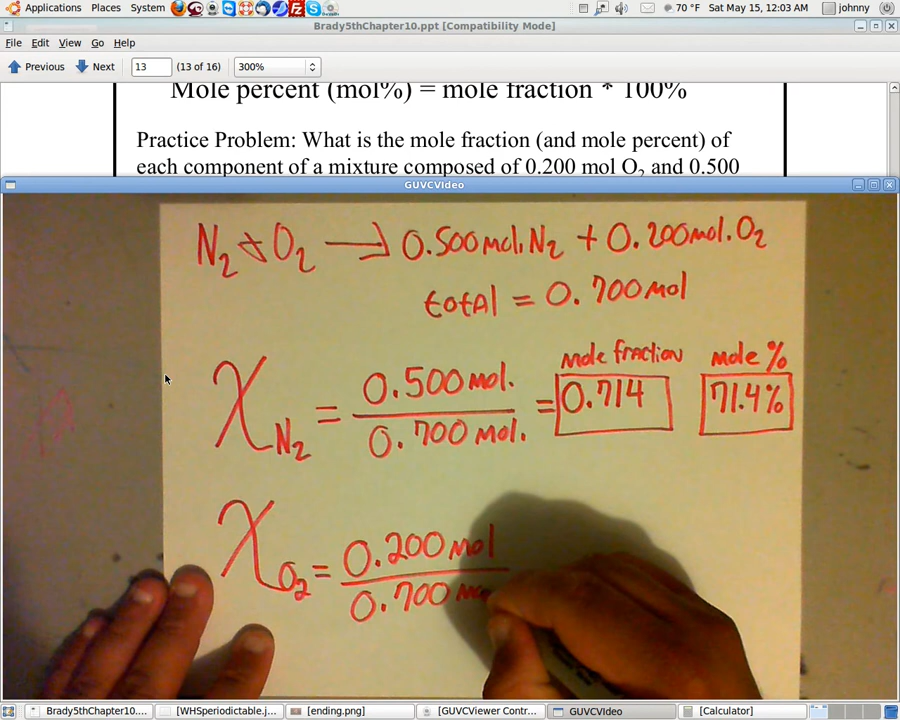 Applications Places System 70 °F Sat May 15, 12:03 AM johnny
Brady5thChapter10.ppt [Compatibility Mode]
File Edit View Go Help
Previous Next 13 (13 of 16) 300%
Mole percent (mol%) = mole fraction * 100%
Practice Problem: What is the mole fraction (and mole percent) of
each component of a mixture composed of 0.200 mol O₂ and 0.500
GUVCVideo
N₂ & O₂ → 0.500 mol. N₂ + 0.200 mol. O₂
total = 0.700 mol
mole fraction mole %
χN₂ = 0.500 mol. / 0.700 mol. = 0.714 71.4%
χO₂ = 0.200 mol / 0.700
Brady5thChapter10.... [WHSperiodictable.j... [ending.png] [GUVCViewer Contr... GUVCVideo [Calculator]